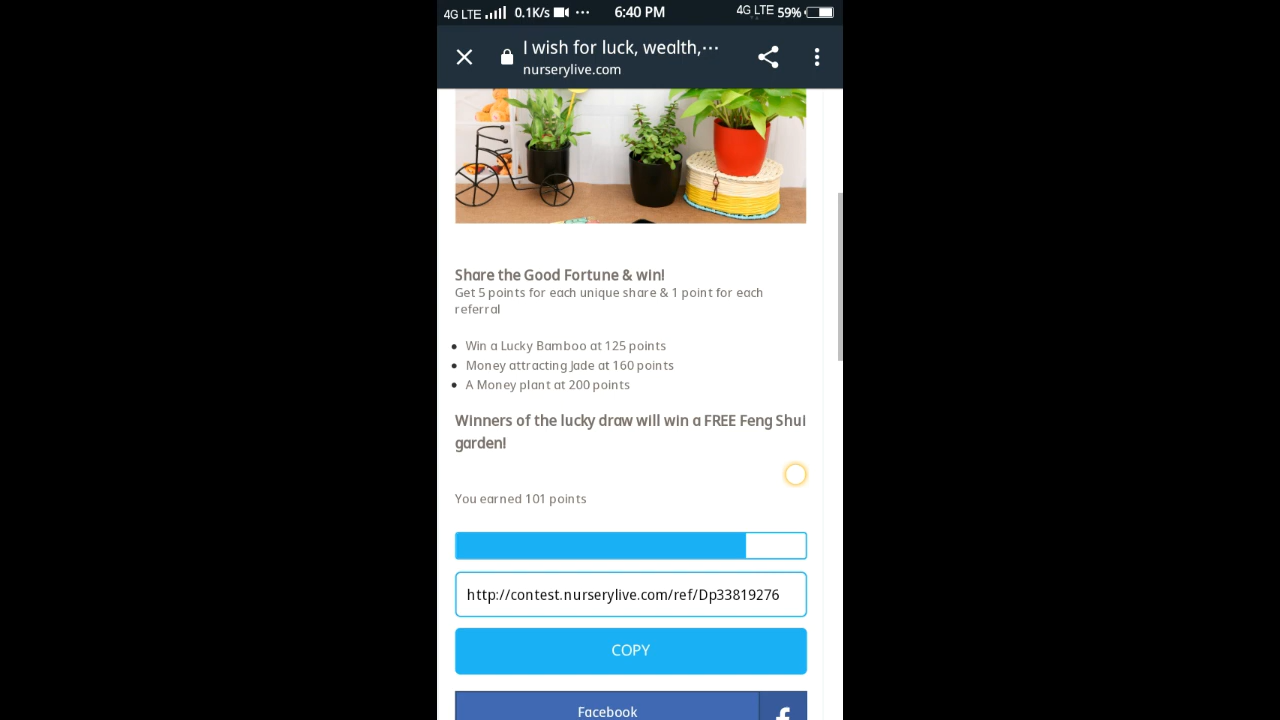 4G LTE 0.1K/s ··· 6:40 PM 4G LTE 59%
I wish for luck, wealth,···
nurserylive.com
Share the Good Fortune & win!
Get 5 points for each unique share & 1 point for each
referral
• Win a Lucky Bamboo at 125 points
• Money attracting Jade at 160 points
• A Money plant at 200 points
Winners of the lucky draw will win a FREE Feng Shui
garden!
You earned 101 points
http://contest.nurserylive.com/ref/Dp33819276
COPY
Facebook